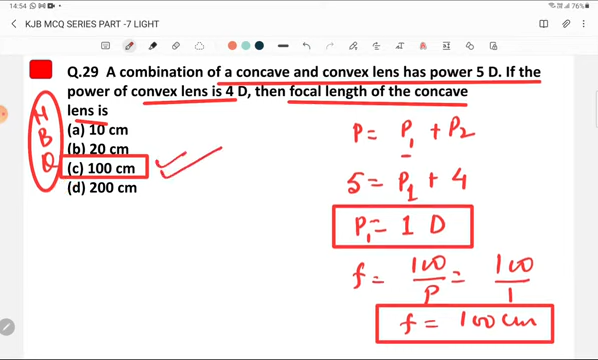 14:54
76%
KJB MCQ SERIES PART -7 LIGHT
Q.29 A combination of a concave and convex lens has power 5 D. If the
power of convex lens is 4 D, then focal length of the concave
lens is
(a) 10 cm
(b) 20 cm
(c) 100 cm
(d) 200 cm
H
B
Q
P = P1 + P2
5 = P1 + 4
P1 = 1 D
f = 100/P = 100/1
f = 100 cm